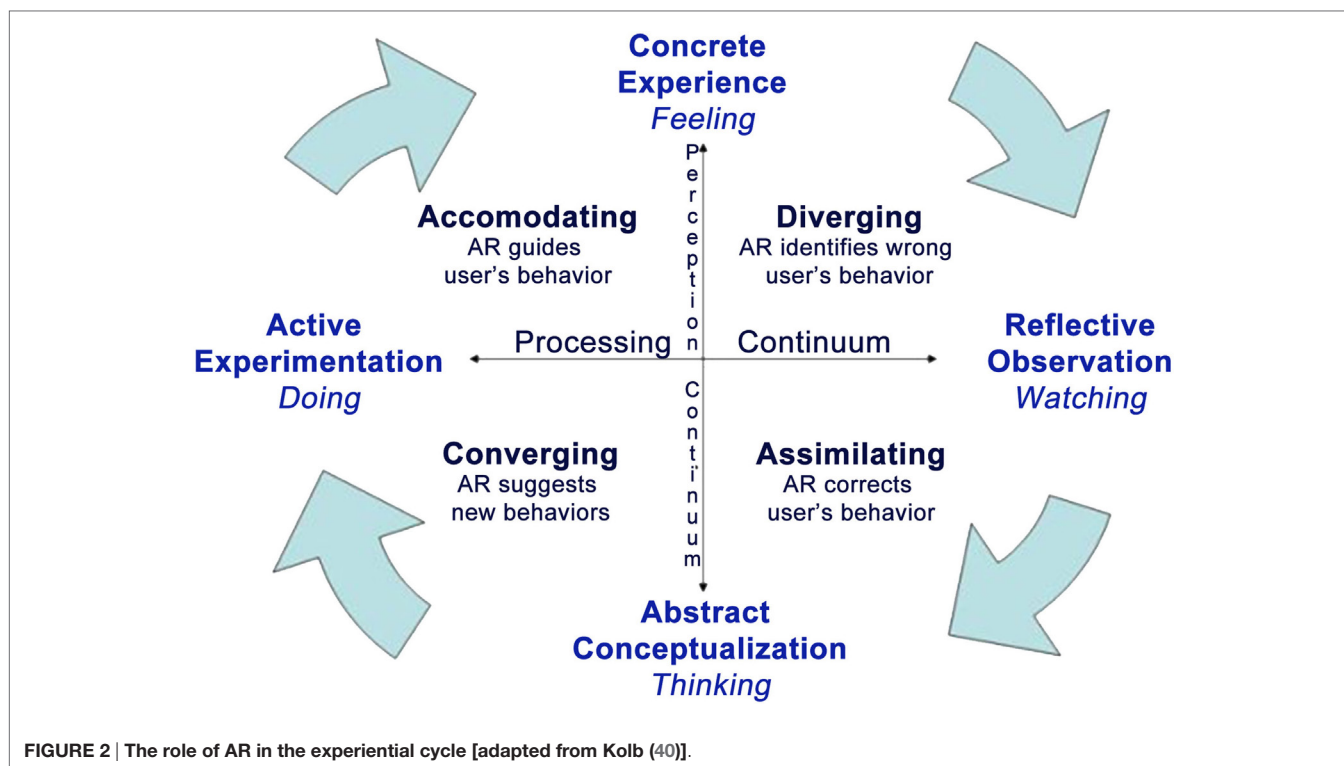 Concrete
Experience
Feeling
Perception Continuum
Accomodating
AR guides
user's behavior
Diverging
AR identifies wrong
user's behavior
Active
Experimentation
Doing
Processing Continuum
Reflective
Observation
Watching
Converging
AR suggests
new behaviors
Assimilating
AR corrects
user's behavior
Abstract
Conceptualization
Thinking
FIGURE 2 | The role of AR in the experiential cycle [adapted from Kolb (40)].